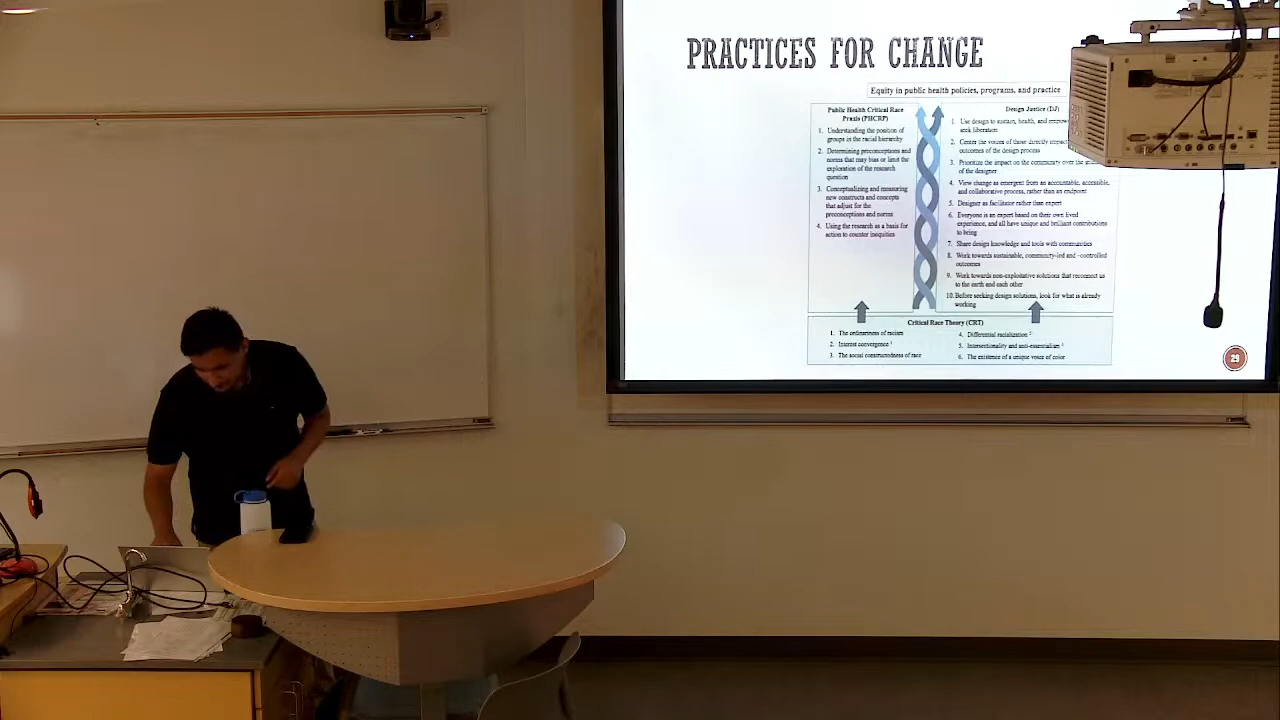 PRACTICES FOR CHANGE
Equity in public health policies, programs, and practice
Public Health Critical Race
Praxis (PHCRP)
1. Understanding the position of
groups in the racial hierarchy
2. Determining preconceptions and
norms that may bias or limit the
exploration of the research
question
3. Conceptualizing and measuring
new constructs and concepts
that adjust for the
preconceptions and norms
4. Using the research as a basis for
action to counter inequities
Design Justice (DJ)
1. Use design to sustain, health, and
seek liberation
2. Center the voices of those directly
outcomes of the design process
3. Prioritize the impact on the community over the
of the designer
4. View change as emergent from an accountable, accessible,
and collaborative process, rather than an endpoint
5. Designer as facilitator rather than expert
6. Everyone is an expert based on their own lived
experience, and all have unique and brilliant contributions
to bring
7. Share design knowledge and tools with communities
8. Work towards sustainable, community-led and -controlled
outcomes
9. Work towards non-exploitative solutions that reconnect us
to the earth and each other
10. Before seeking design solutions, look for what is already
working
Critical Race Theory (CRT)
1. The ordinariness of racism
2. Interest convergence
3. The social constructedness of race
4. Differential racialization
5. Intersectionality and anti-essentialism
6. The existence of a unique voice of color
29